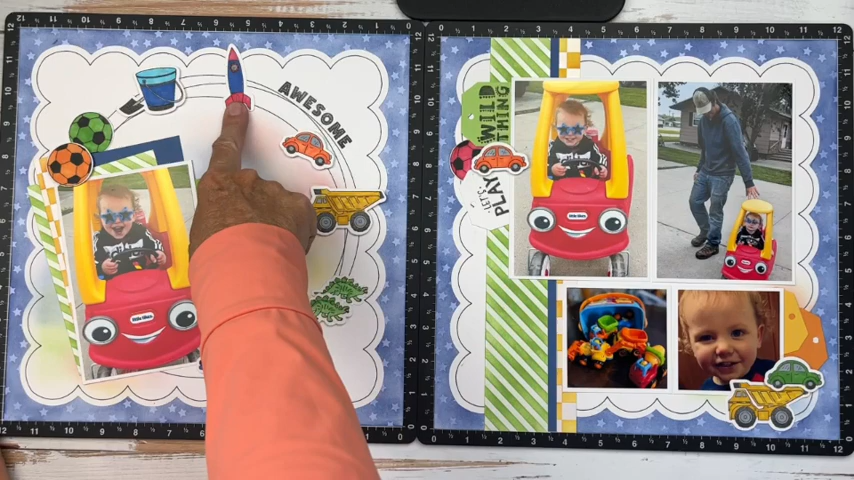 AWESOME
WILD
THING
LET'S
PLAY
little tikes
little tikes